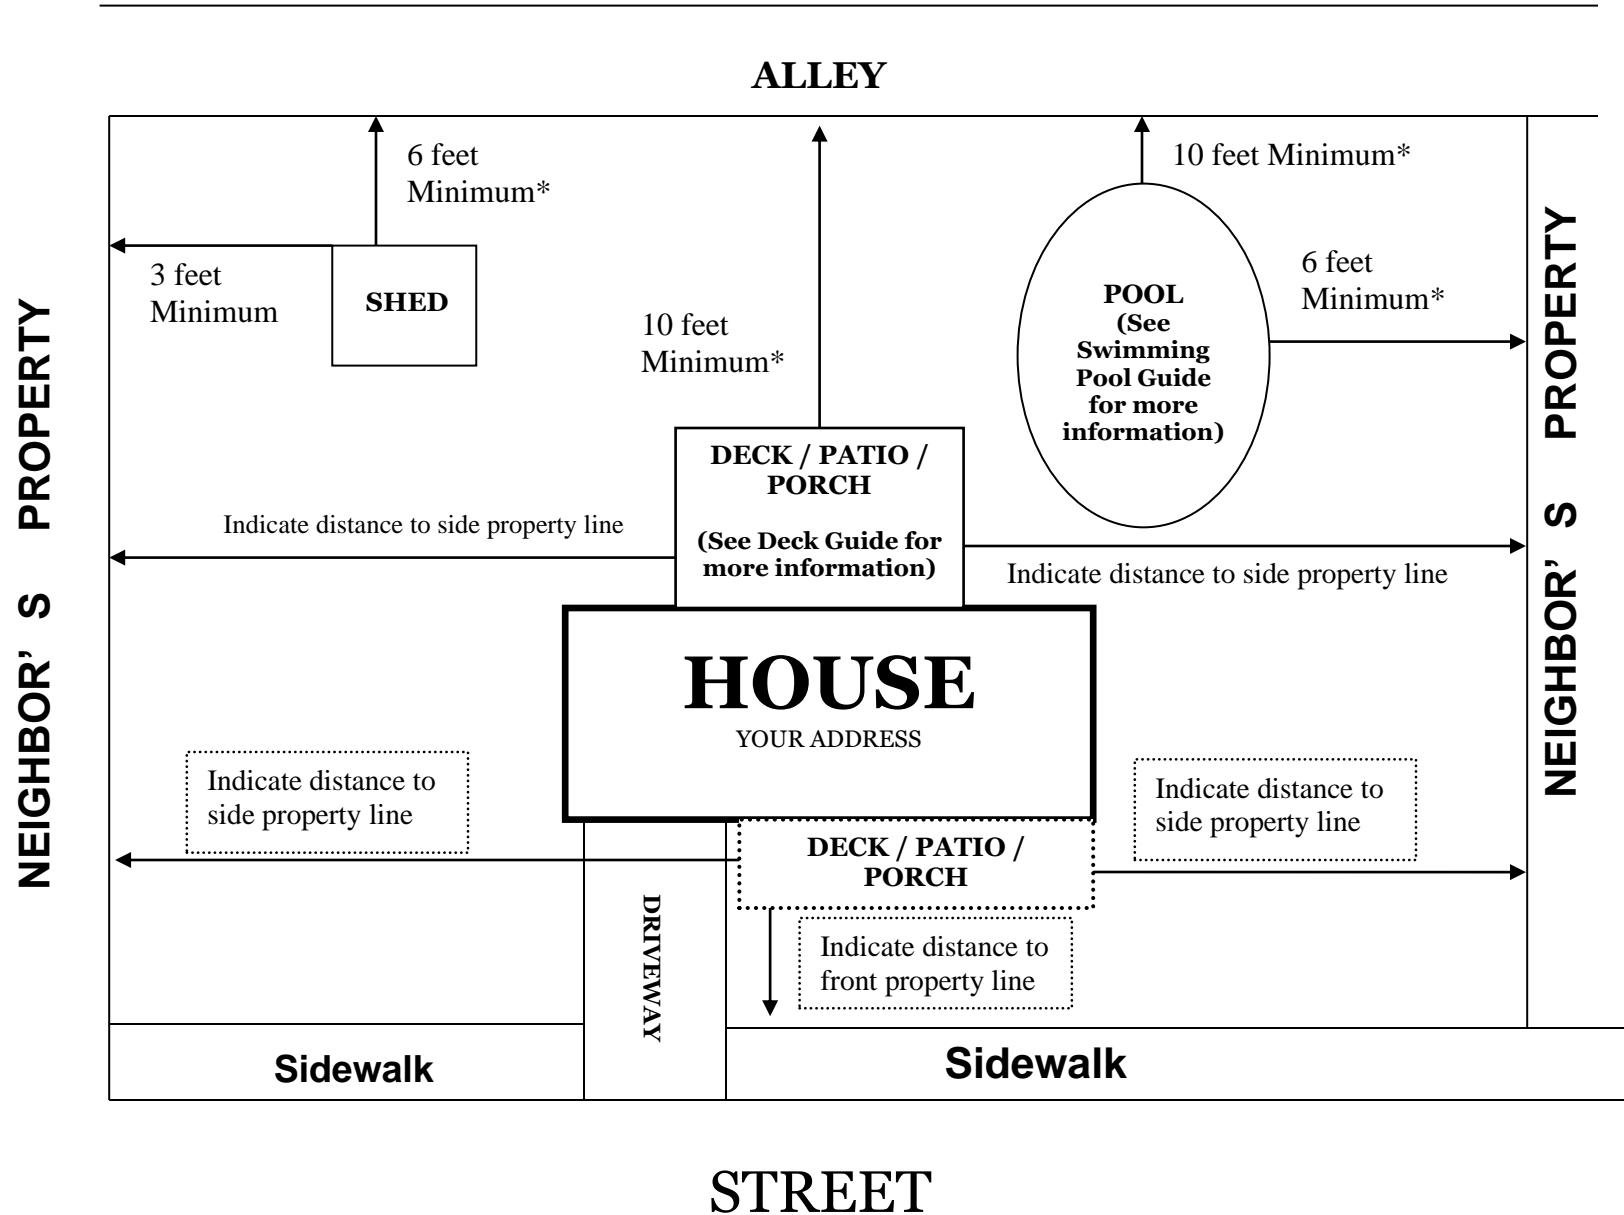 ALLEY
6 feet
Minimum*
10 feet Minimum*
3 feet
Minimum
SHED
10 feet
Minimum*
POOL
(See
Swimming
Pool Guide
for more
information)
6 feet
Minimum*
NEIGHBOR' S PROPERTY
NEIGHBOR' S PROPERTY
DECK / PATIO /
PORCH
(See Deck Guide for
more information)
Indicate distance to side property line
Indicate distance to side property line
HOUSE
YOUR ADDRESS
Indicate distance to
side property line
Indicate distance to
side property line
DECK / PATIO /
PORCH
DRIVEWAY
Indicate distance to
front property line
Sidewalk
Sidewalk
STREET